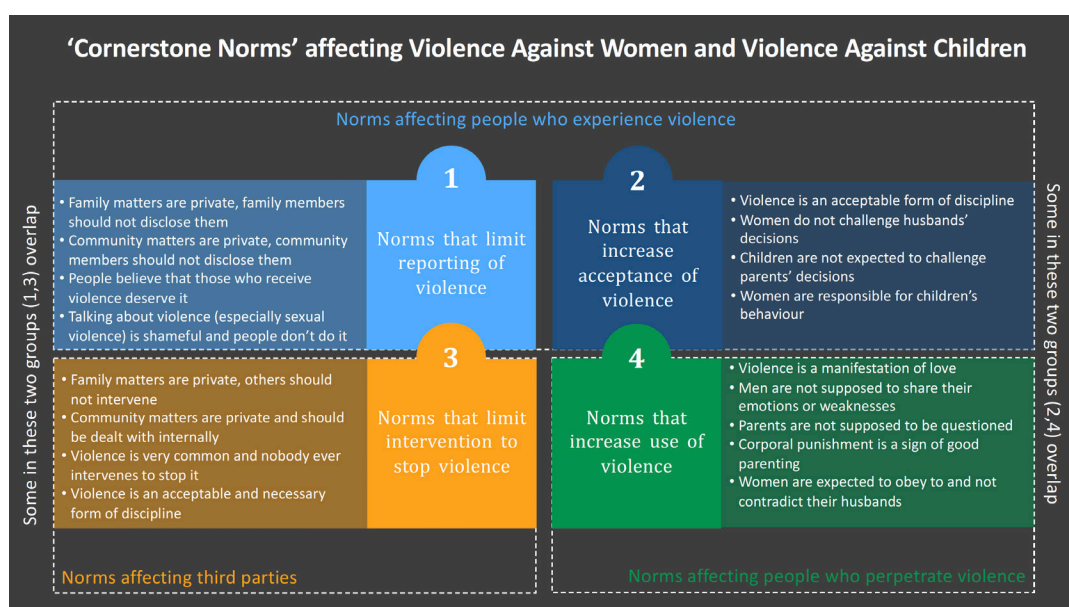 ‘Cornerstone Norms’ affecting Violence Against Women and Violence Against Children
Norms affecting people who experience violence
Some in these two groups (1,3) overlap
• Family matters are private, family members
should not disclose them
• Community matters are private, community
members should not disclose them
• People believe that those who receive
violence deserve it
• Talking about violence (especially sexual
violence) is shameful and people don’t do it
1
Norms that limit
reporting of
violence
2
Norms that
increase
acceptance of
violence
• Violence is an acceptable form of discipline
• Women do not challenge husbands’
decisions
• Children are not expected to challenge
parents’ decisions
• Women are responsible for children’s
behaviour
Some in these two groups (2,4) overlap
• Family matters are private, others should
not intervene
• Community matters are private and should
be dealt with internally
• Violence is very common and nobody ever
intervenes to stop it
• Violence is an acceptable and necessary
form of discipline
3
Norms that limit
intervention to
stop violence
4
Norms that
increase use of
violence
• Violence is a manifestation of love
• Men are not supposed to share their
emotions or weaknesses
• Parents are not supposed to be questioned
• Corporal punishment is a sign of good
parenting
• Women are expected to obey to and not
contradict their husbands
Norms affecting third parties
Norms affecting people who perpetrate violence